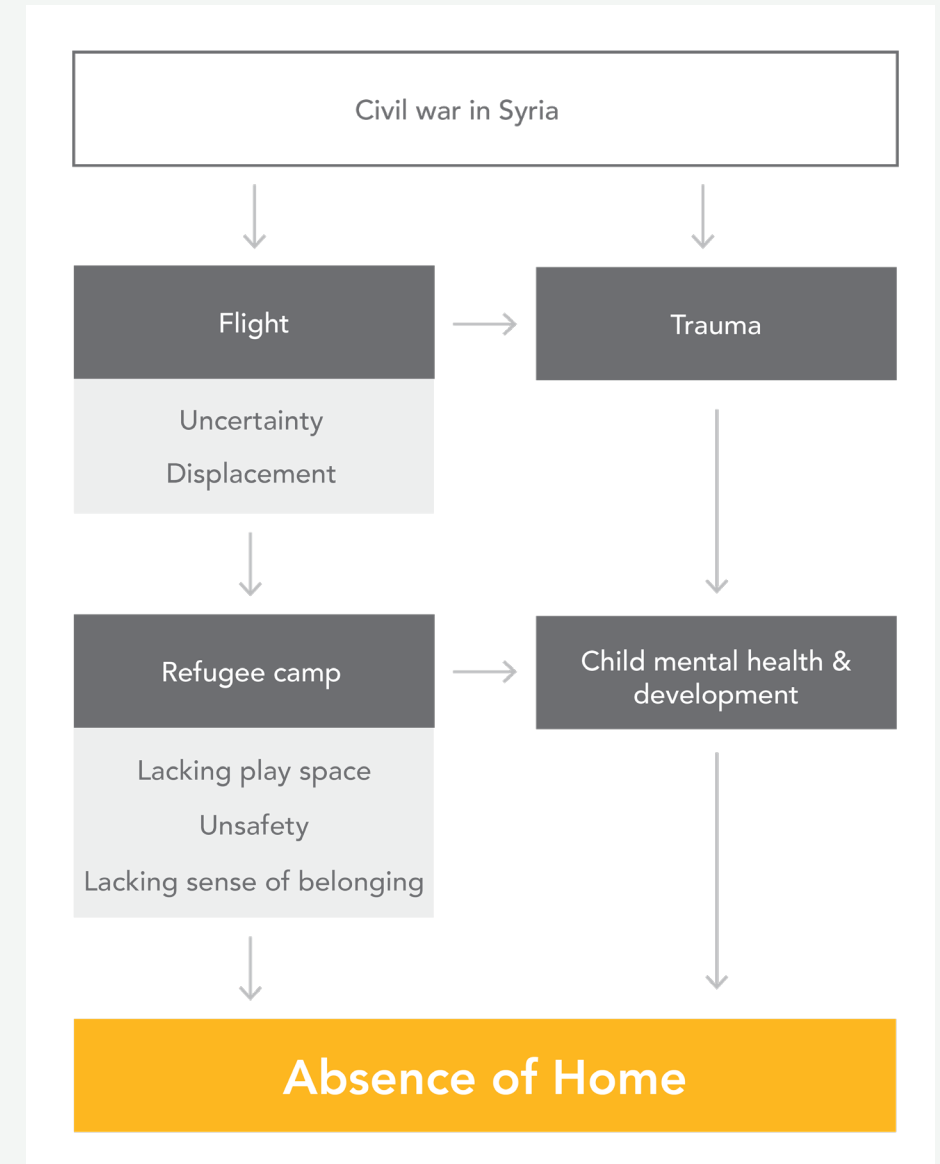 Civil war in Syria
Flight
Trauma
Uncertainty
Displacement
Refugee camp
Child mental health &
development
Lacking play space
Unsafety
Lacking sense of belonging
Absence of Home